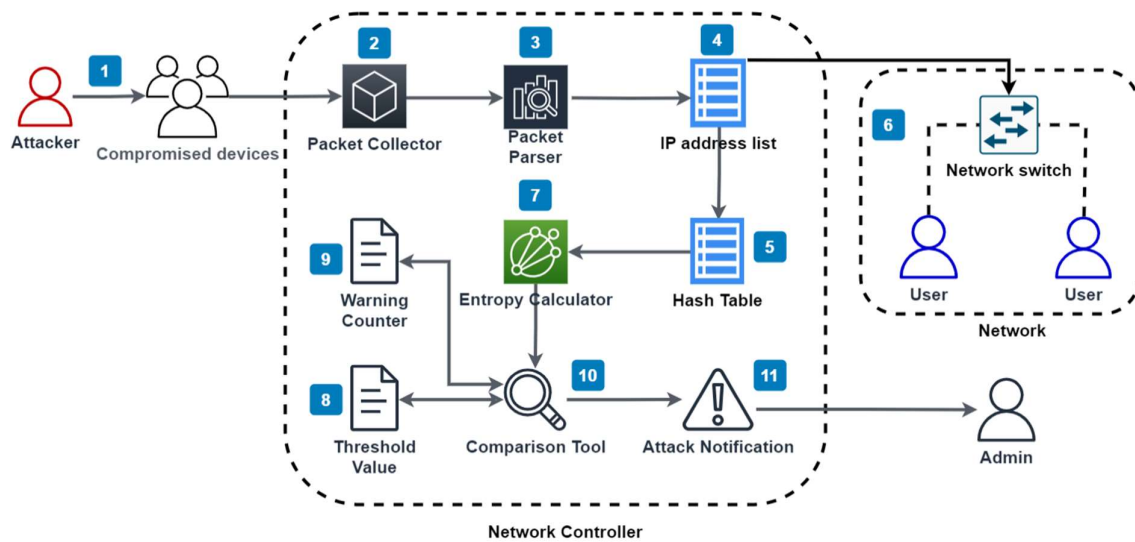 1
2
3
4
Attacker
Compromised devices
Packet Collector
Packet
Parser
IP address list
6
Network switch
7
9
5
Warning
Counter
Entropy Calculator
Hash Table
User
User
Network
8
10
11
Threshold
Value
Comparison Tool
Attack Notification
Admin
Network Controller